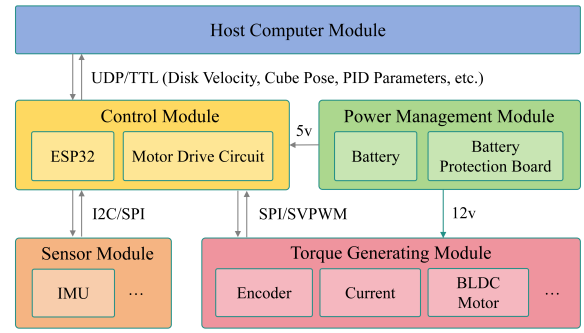 Host Computer Module
UDP/TTL (Disk Velocity, Cube Pose, PID Parameters, etc.)
Control Module
ESP32
Motor Drive Circuit
5v
Power Management Module
Battery
Battery
Protection Board
I2C/SPI
SPI/SVPWM
12v
Sensor Module
IMU
...
Torque Generating Module
Encoder
Current
BLDC
Motor
...